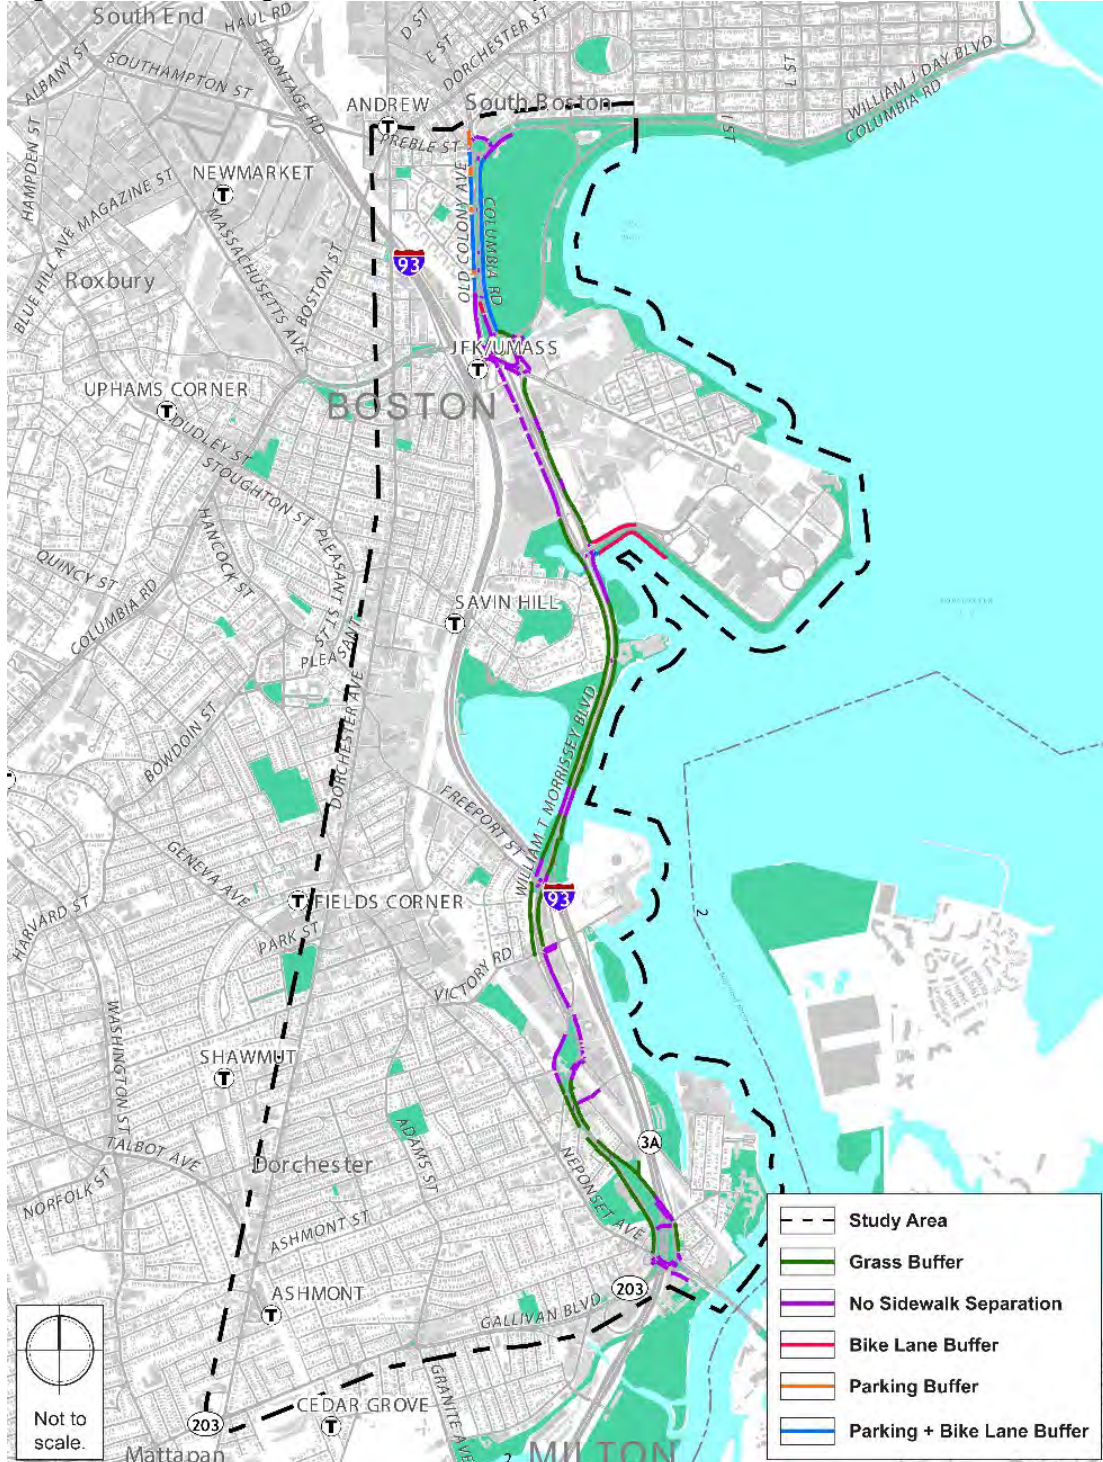 South End
HAUL RD
FRONTAGE RD
D ST
E ST
DORCHESTER ST
ALBANY ST
SOUTHAMPTON ST
L ST
WILLIAM J DAY BLVD
COLUMBIA RD
ANDREW
T
South Boston
I ST
PREBLE ST
HAMPDEN ST
NEWMARKET
T
BLUE HILL AVE
MAGAZINE ST
MASSACHUSETTS AVE
BOSTON ST
OLD COLONY AVE
COLUMBIA RD
93
Roxbury
JFK/UMASS
T
UPHAMS CORNER
T
BOSTON
DUDLEY ST
STOUGHTON ST
HANCOCK ST
PLEASANT ST
QUINCY ST
COLUMBIA RD
SAVIN HILL
T
ST
PLEASANT
BOWDOIN ST
DORCHESTER AVE
WILLIAM T MORRISSEY BLVD
FREEPORT ST
GENEVA AVE
93
HARVARD ST
T
FIELDS CORNER
2
PARK ST
VICTORY RD
WASHINGTON ST
SHAWMUT
T
ADAMS ST
3A
TALBOT AVE
Dorchester
NEPONSET AVE
NORFOLK ST
ASHMONT ST
203
ASHMONT
T
GALLIVAN BLVD
GRANITE AVE
CEDAR GROVE
T
203
Mattapan
2
MILTON
Not to
scale.
Study Area
Grass Buffer
No Sidewalk Separation
Bike Lane Buffer
Parking Buffer
Parking + Bike Lane Buffer